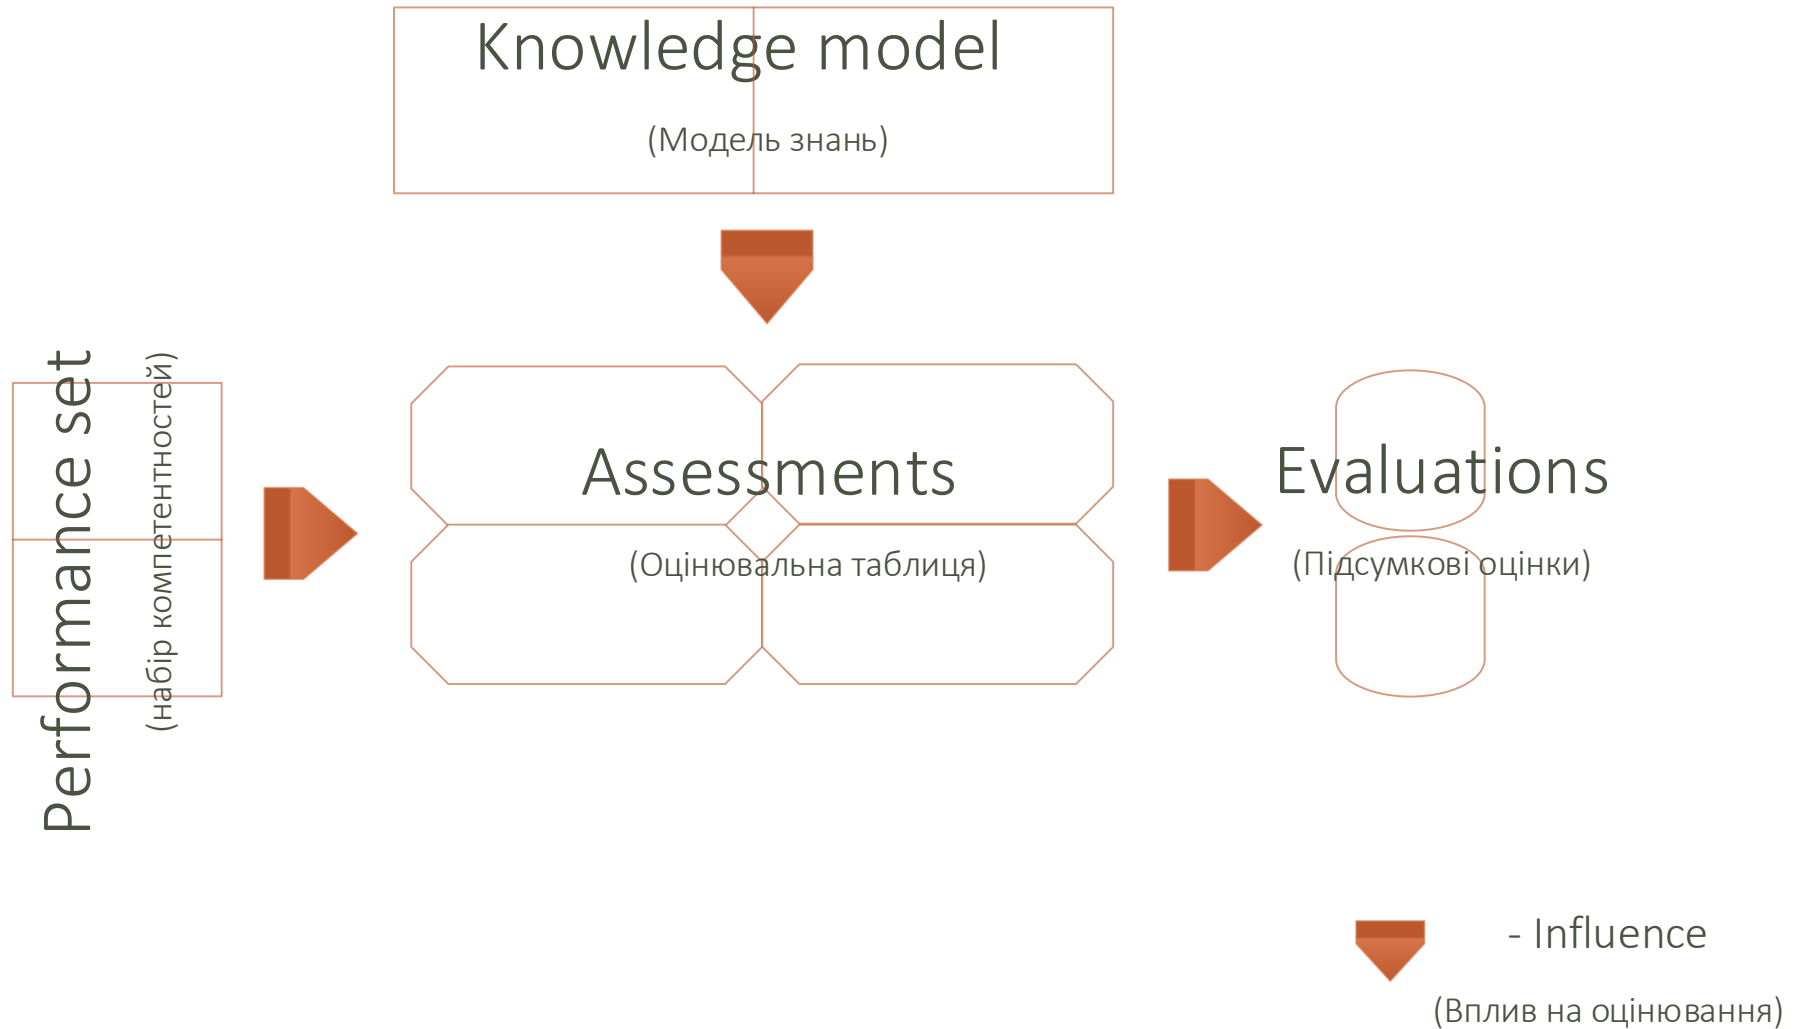 Knowledge model
(Модель знань)
Performance set
(набір компетентностей)
Assessments
(Оцінювальна таблиця)
Evaluations
(Підсумкові оцінки)
- Influence
(Вплив на оцінювання)